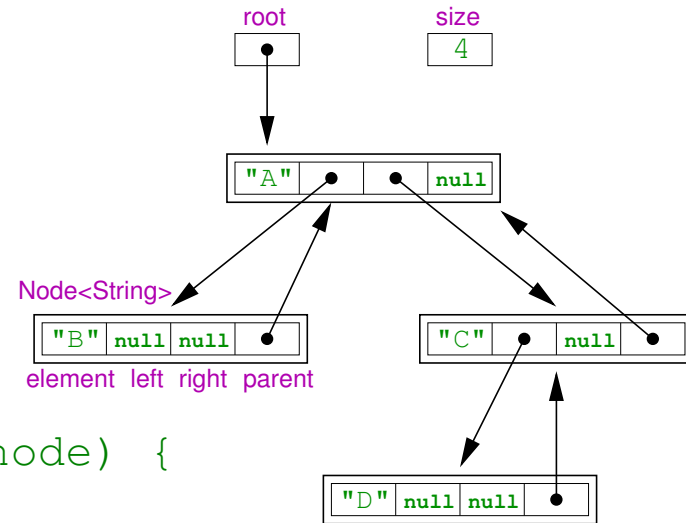 root size
4
"A" null
Node<String>
"B" null null
"C" null
element left right parent
node) {
"D" null null